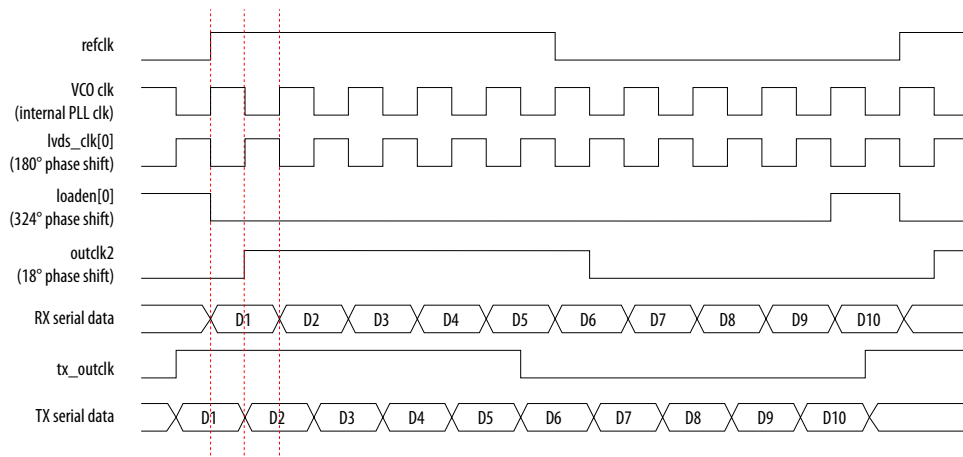 refclk
VCO clk
(internal PLL clk)
lvds_clk[0]
(180° phase shift)
loaden[0]
(324° phase shift)
outclk2
(18° phase shift)
RX serial data D1 D2 D3 D4 D5 D6 D7 D8 D9 D10
tx_outclk
TX serial data D1 D2 D3 D4 D5 D6 D7 D8 D9 D10